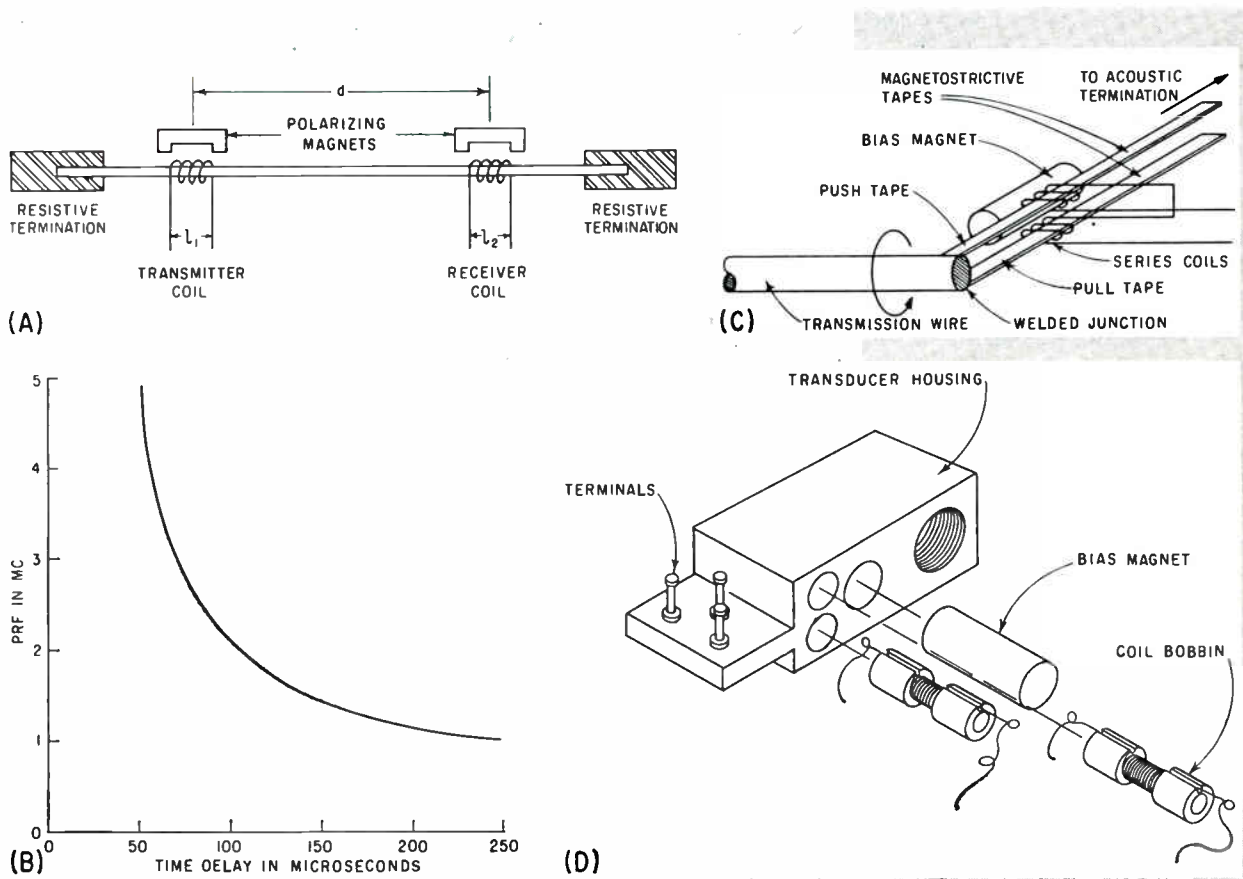 d
POLARIZING
MAGNETS
RESISTIVE
TERMINATION
l₁
TRANSMITTER
COIL
l₂
RECEIVER
COIL
RESISTIVE
TERMINATION
(A)
MAGNETOSTRICTIVE
TAPES
TO ACOUSTIC
TERMINATION
BIAS MAGNET
PUSH TAPE
SERIES COILS
PULL TAPE
TRANSMISSION WIRE
WELDED JUNCTION
(C)
5
4
3
2
1
0
PRF IN MC
50
100
150
200
250
TIME DELAY IN MICROSECONDS
(B)
TRANSDUCER HOUSING
TERMINALS
BIAS MAGNET
COIL BOBBIN
(D)